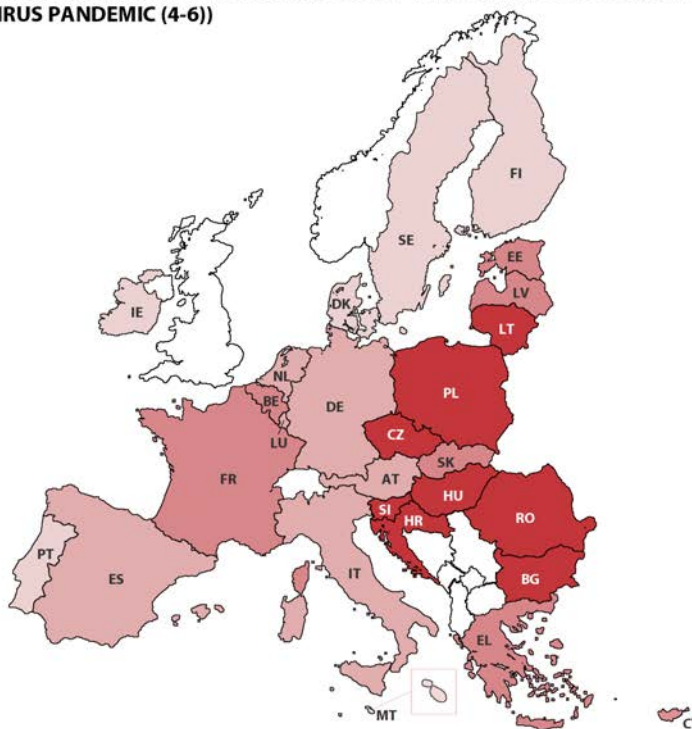 IRUS PANDEMIC (4-6))
FI
SE
EE
LV
DK
IE
LT
NL
PL
BE
DE
CZ
LU
SK
FR
AT
HU
SI
HR
RO
PT
ES
IT
BG
EL
MT